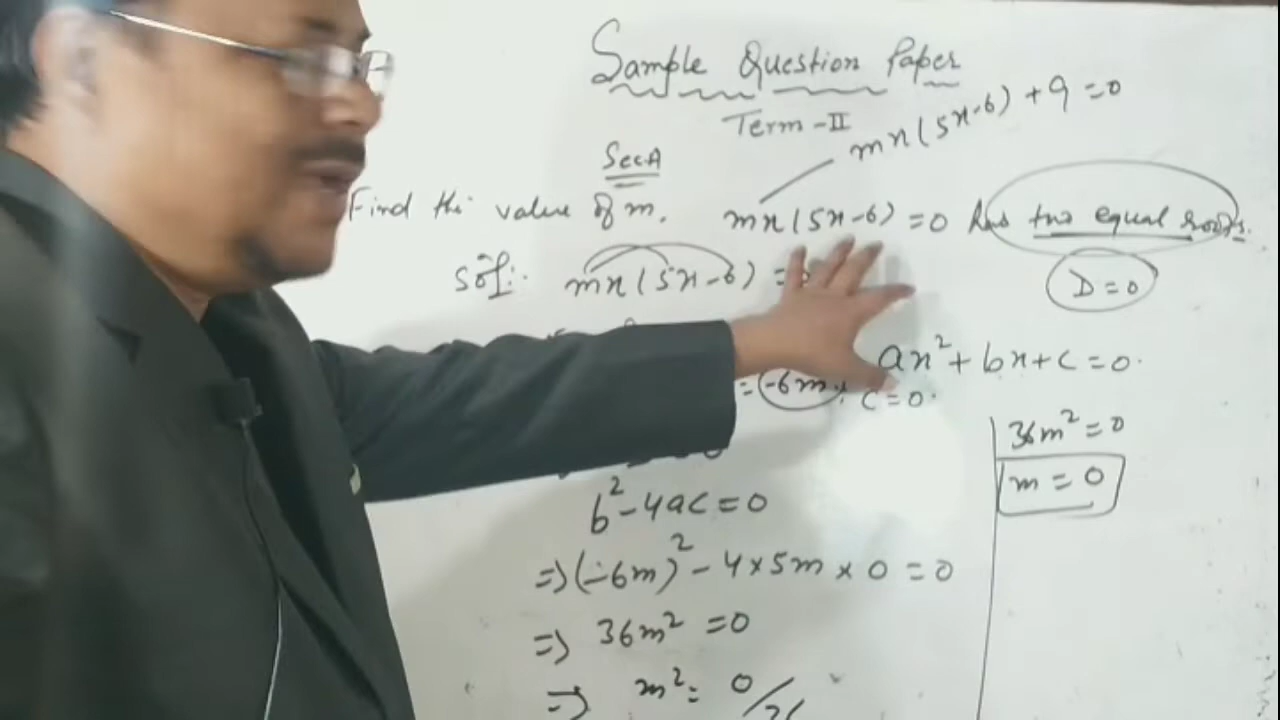 Sample Question Paper
Term-II
mx(5x-6)+9=0
Sec A
Find the value of m. mx(5x-6)=0 has two equal roots.
Sol:. mx(5x-6) =
D=0
ax²+bx+c=0.
=-6m, c=0.
36m²=0
m=0
b²-4ac=0
=>(-6m)²-4×5m×0=0
=> 36m²=0
=> m²= 0/